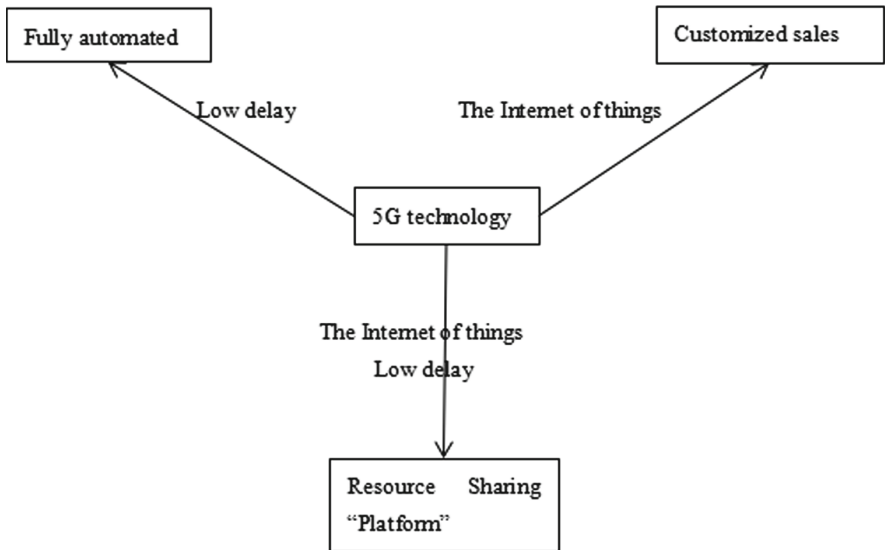 Fully automated
Customized sales
Low delay
The Internet of things
5G technology
The Internet of things
Low delay
Resource Sharing
“Platform”